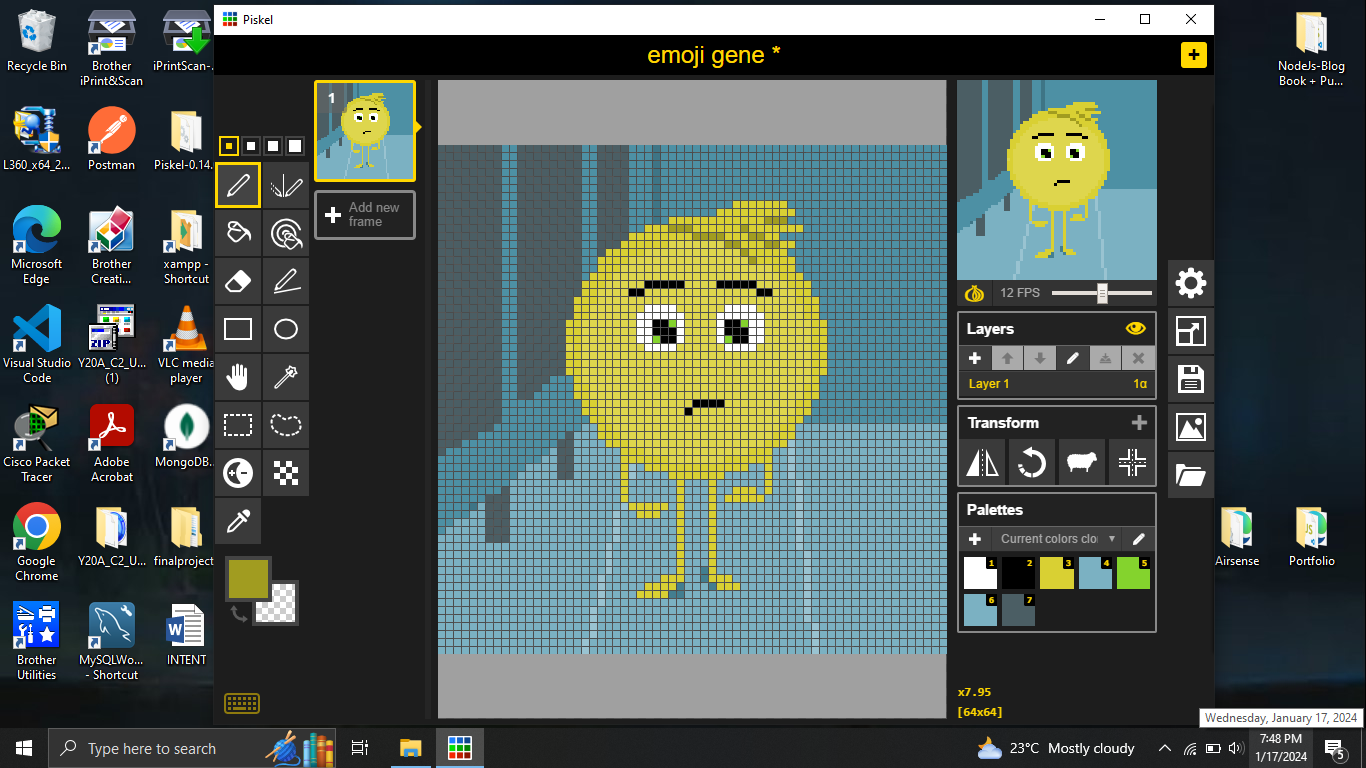 Piskel
emoji gene *
Recycle Bin
Brother
iPrint&Scan
iPrintScan-...
L360_x64_2...
Postman
Piskel-0.14...
Microsoft
Edge
Brother
Creati...
xampp -
Shortcut
Visual Studio
Code
Y20A_C2_U...
(1)
VLC media
player
Cisco Packet
Tracer
Adobe
Acrobat
MongoDB...
Google
Chrome
Y20A_C2_U...
finalproject
Brother
Utilities
MySQLWo...
- Shortcut
INTENT
ZIP
1
Add new
frame
12 FPS
Layers
Layer 1
1α
Transform
Palettes
Current colors clo
1
2
3
4
5
6
7
x7.95
[64x64]
NodeJs-Blog
Book + Pu...
Airsense
Portfolio
JS
Wednesday, January 17, 2024
Type here to search
23°C Mostly cloudy
7:48 PM
1/17/2024
5